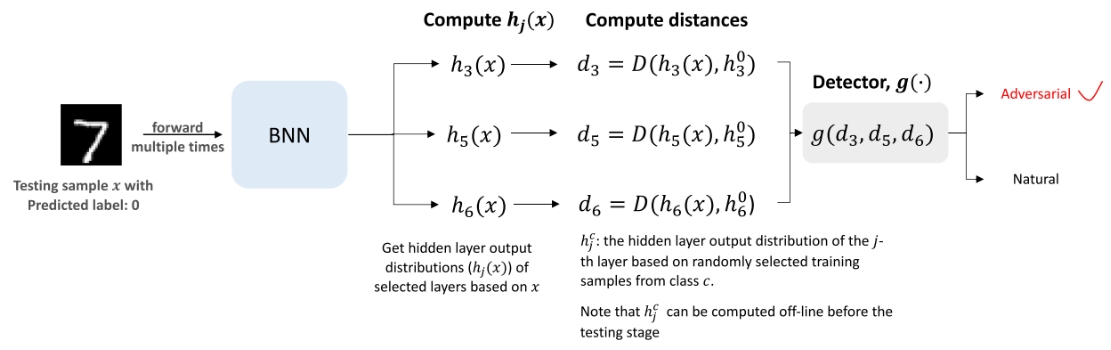 Compute h_j(x)
Compute distances
h_3(x)
d_3 = D(h_3(x), h_3^0)
Detector, g(·)
Adversarial
7
forward
multiple times
BNN
h_5(x)
d_5 = D(h_5(x), h_5^0)
g(d_3, d_5, d_6)
Testing sample x with
Predicted label: 0
Natural
h_6(x)
d_6 = D(h_6(x), h_6^0)
Get hidden layer output
distributions (h_j(x)) of
selected layers based on x
h_j^c: the hidden layer output distribution of the j-
th layer based on randomly selected training
samples from class c.
Note that h_j^c can be computed off-line before the
testing stage